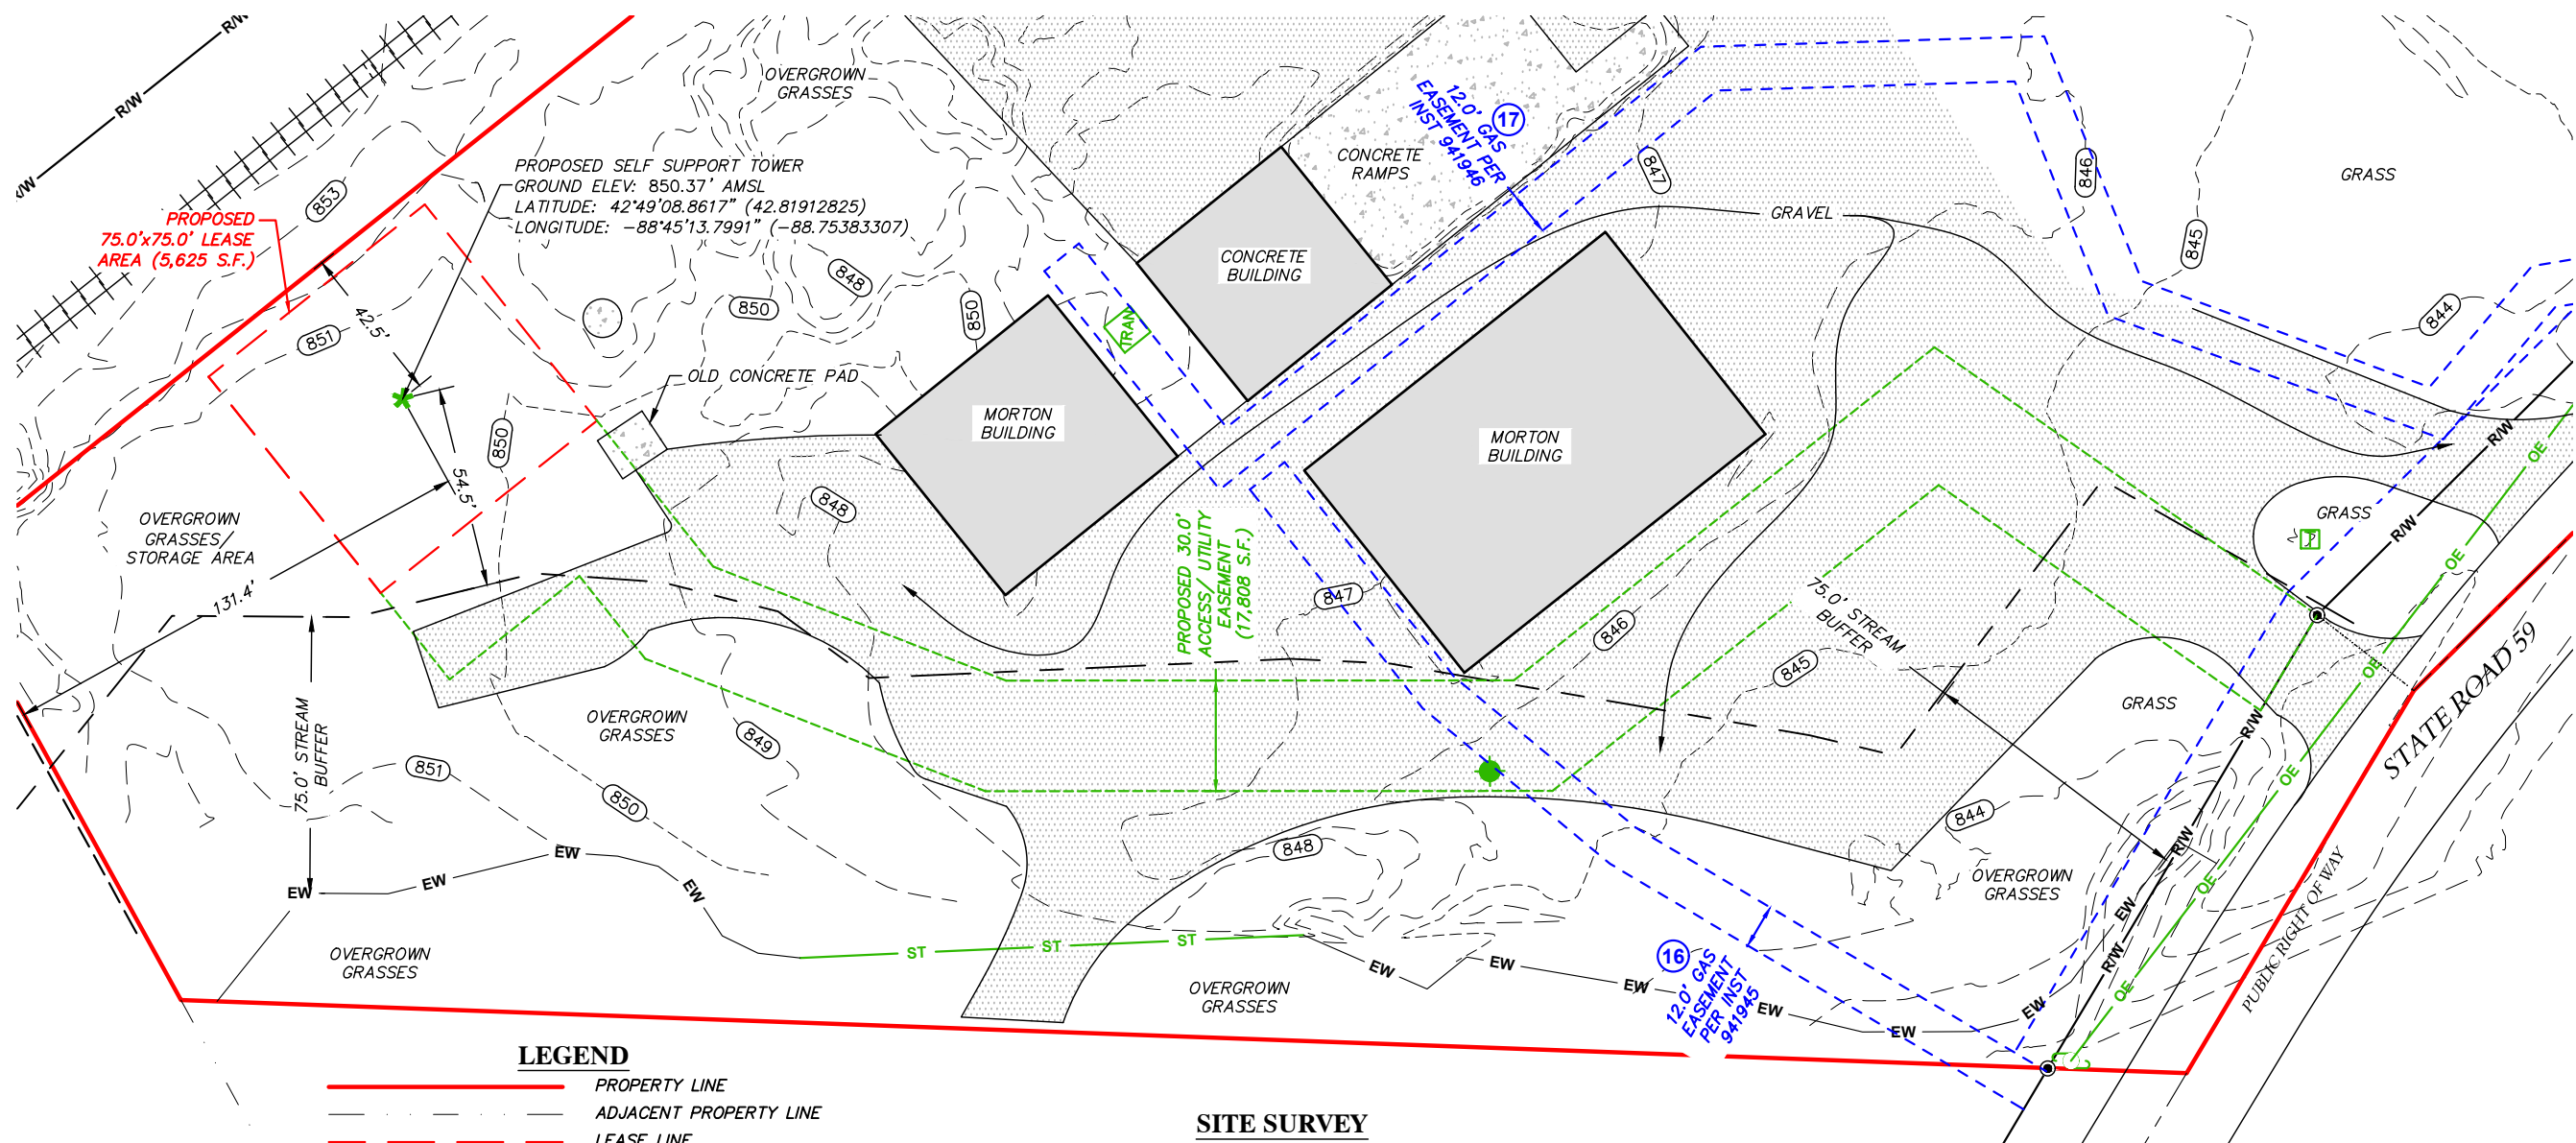 R/W
R/W
R/W
OVERGROWN
GRASSES
PROPOSED SELF SUPPORT TOWER
GROUND ELEV: 850.37' AMSL
LATITUDE: 42°49'08.8617" (42.81912825)
LONGITUDE: -88°45'13.7991" (-88.75383307)
853
PROPOSED
75.0'x75.0' LEASE
AREA (5,625 S.F.)
42.5'
851
848
850
850
17
12.0' GAS
EASEMENT PER
INST 941946
CONCRETE
RAMPS
847
GRAVEL
846
845
GRASS
844
CONCRETE
BUILDING
TRAN
OLD CONCRETE PAD
MORTON
BUILDING
MORTON
BUILDING
850
54.5'
848
OVERGROWN
GRASSES/
STORAGE AREA
131.4'
75.0' STREAM
BUFFER
PROPOSED 30.0'
ACCESS/ UTILITY
EASEMENT
(17,808 S.F.)
847
846
845
75.0' STREAM
BUFFER
GRASS
R/W
R/W
OE
OE
OE
STATE ROAD 59
GRASS
R/W
OE
OVERGROWN
GRASSES
849
851
850
848
844
OVERGROWN
GRASSES
R/W
OE
PUBLIC RIGHT OF WAY
EW
EW
EW
EW
EW
R/W
OE
OVERGROWN
GRASSES
ST
ST
ST
EW
EW
EW
EW
EW
EW
OVERGROWN
GRASSES
16
12.0' GAS
EASEMENT
PER INST
941945
LEGEND
PROPERTY LINE
ADJACENT PROPERTY LINE
LEASE LINE
SITE SURVEY